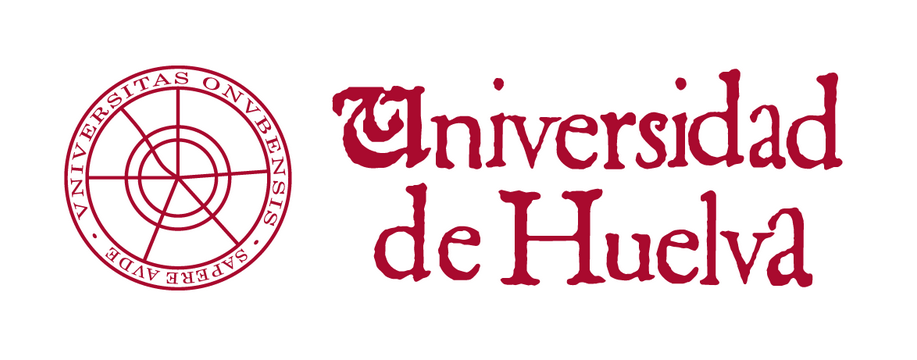 VNIVERSITAS ONVBENSIS · SAPERE AVDE ·
Universidad
de Huelva